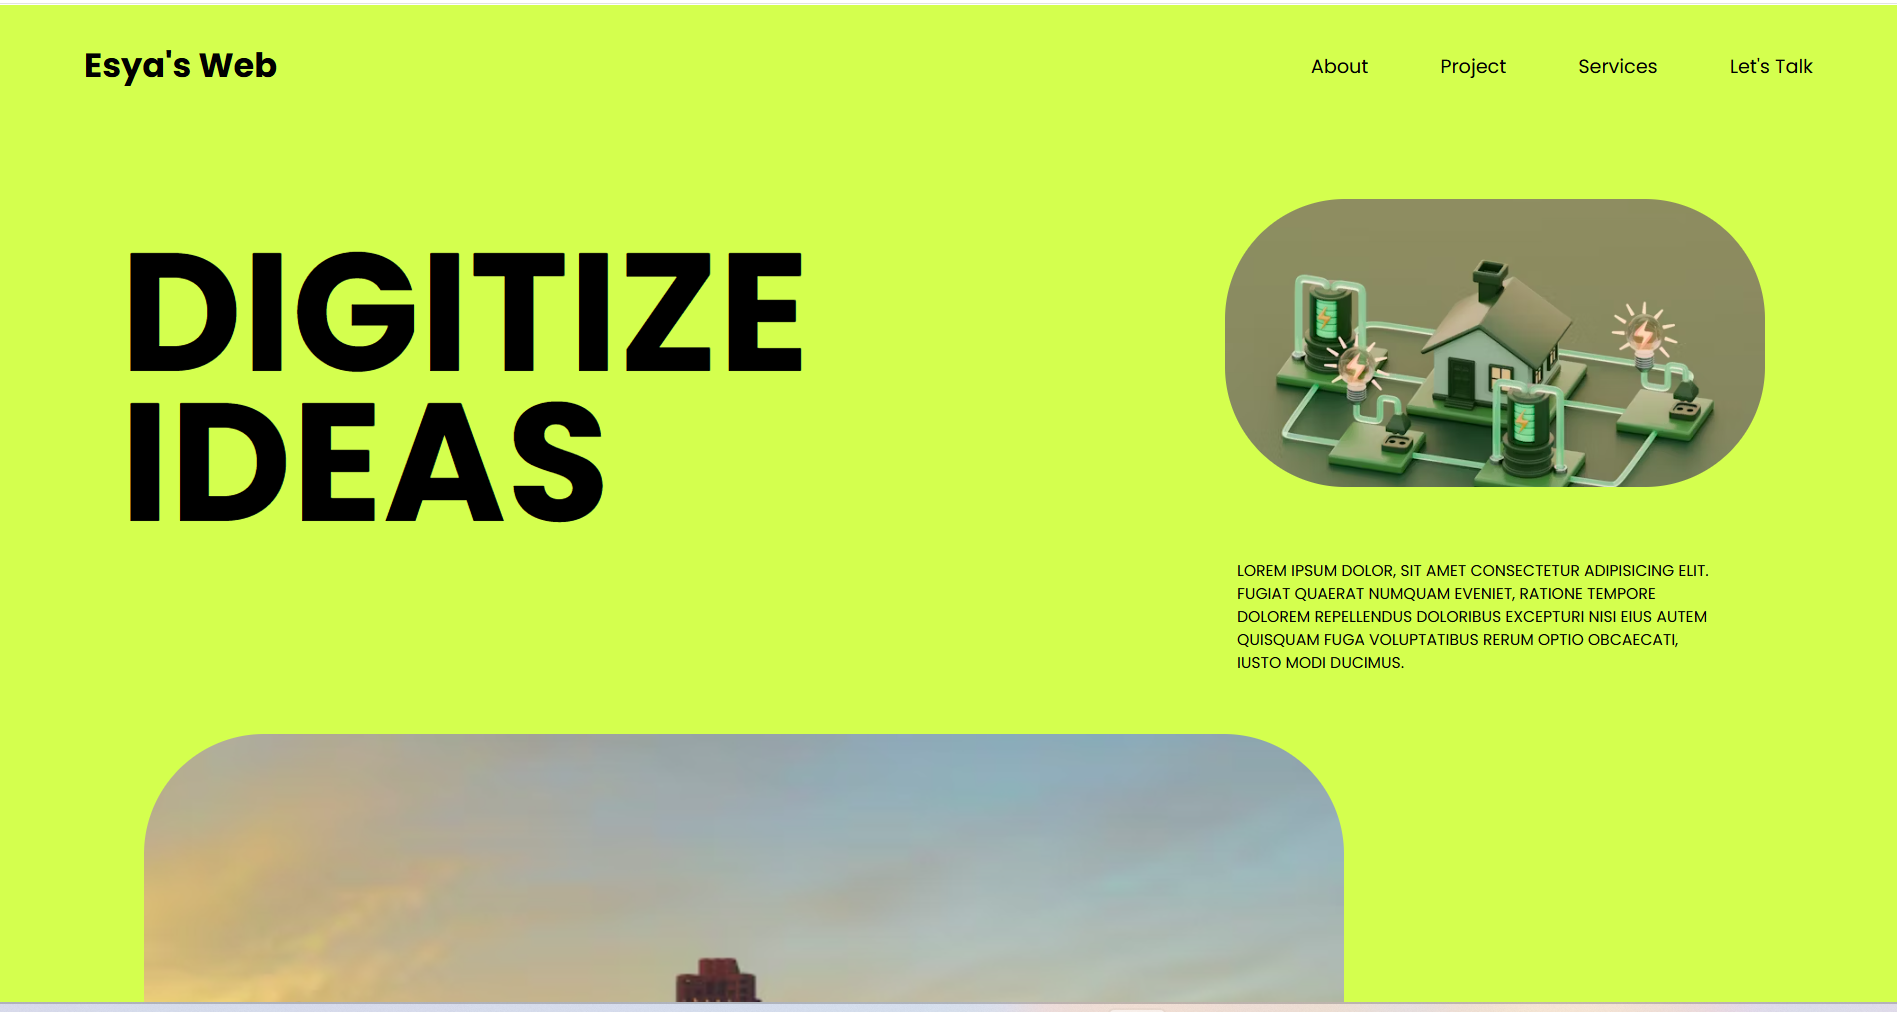 Esya's Web
About
Project
Services
Let's Talk
DIGITIZE
IDEAS
LOREM IPSUM DOLOR, SIT AMET CONSECTETUR ADIPISICING ELIT.
FUGIAT QUAERAT NUMQUAM EVENIET, RATIONE TEMPORE
DOLOREM REPELLENDUS DOLORIBUS EXCEPTURI NISI EIUS AUTEM
QUISQUAM FUGA VOLUPTATIBUS RERUM OPTIO OBCAECATI,
IUSTO MODI DUCIMUS.